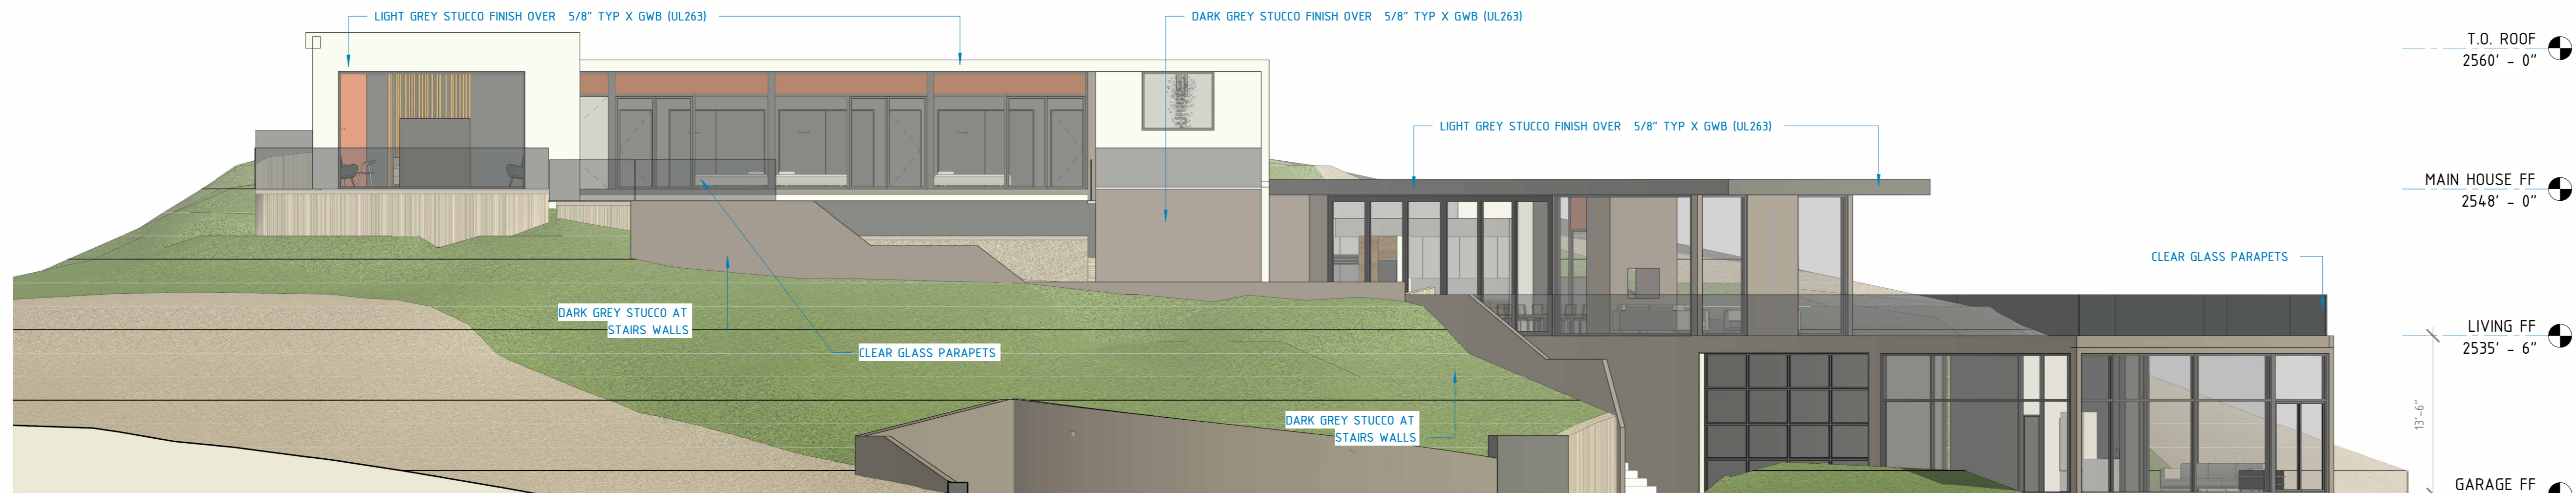 LIGHT GREY STUCCO FINISH OVER 5/8" TYP X GWB (UL263)
DARK GREY STUCCO FINISH OVER 5/8" TYP X GWB (UL263)
T.O. ROOF
2560' - 0"
LIGHT GREY STUCCO FINISH OVER 5/8" TYP X GWB (UL263)
MAIN HOUSE FF
2548' - 0"
CLEAR GLASS PARAPETS
DARK GREY STUCCO AT
STAIRS WALLS
CLEAR GLASS PARAPETS
LIVING FF
2535' - 6"
DARK GREY STUCCO AT
STAIRS WALLS
13'-6"
GARAGE FF